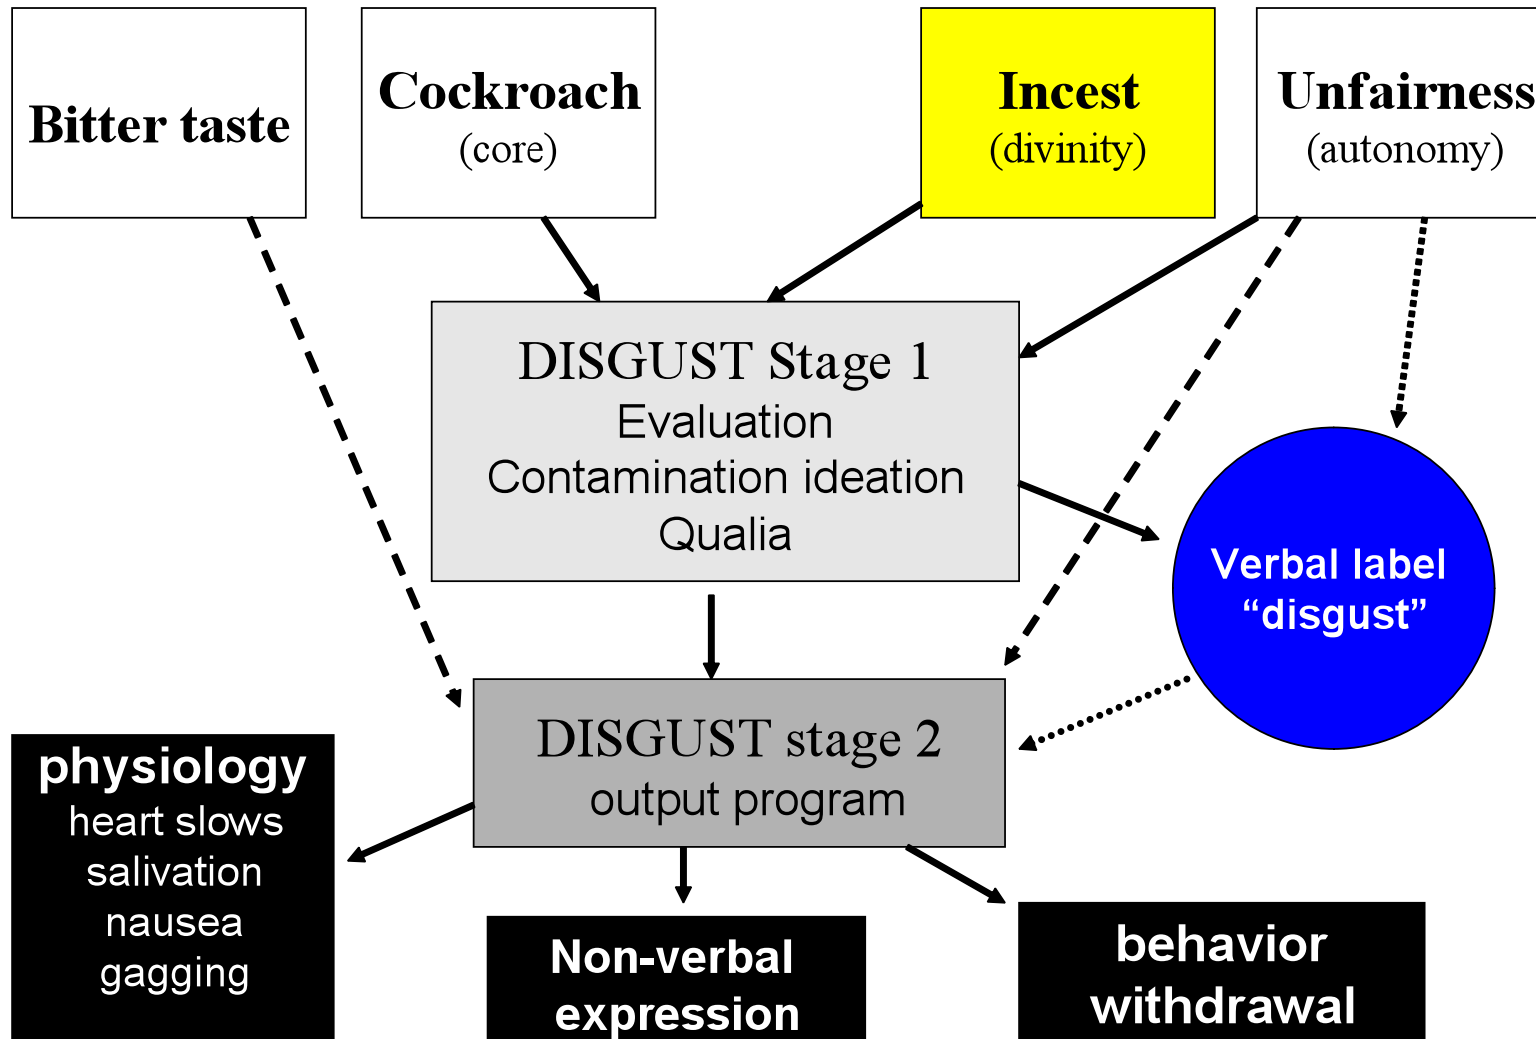 Bitter taste
Cockroach
(core)
Incest
(divinity)
Unfairness
(autonomy)
DISGUST Stage 1
Evaluation
Contamination ideation
Qualia
Verbal label
“disgust”
DISGUST stage 2
output program
physiology
heart slows
salivation
nausea
gagging
Non-verbal
expression
behavior
withdrawal